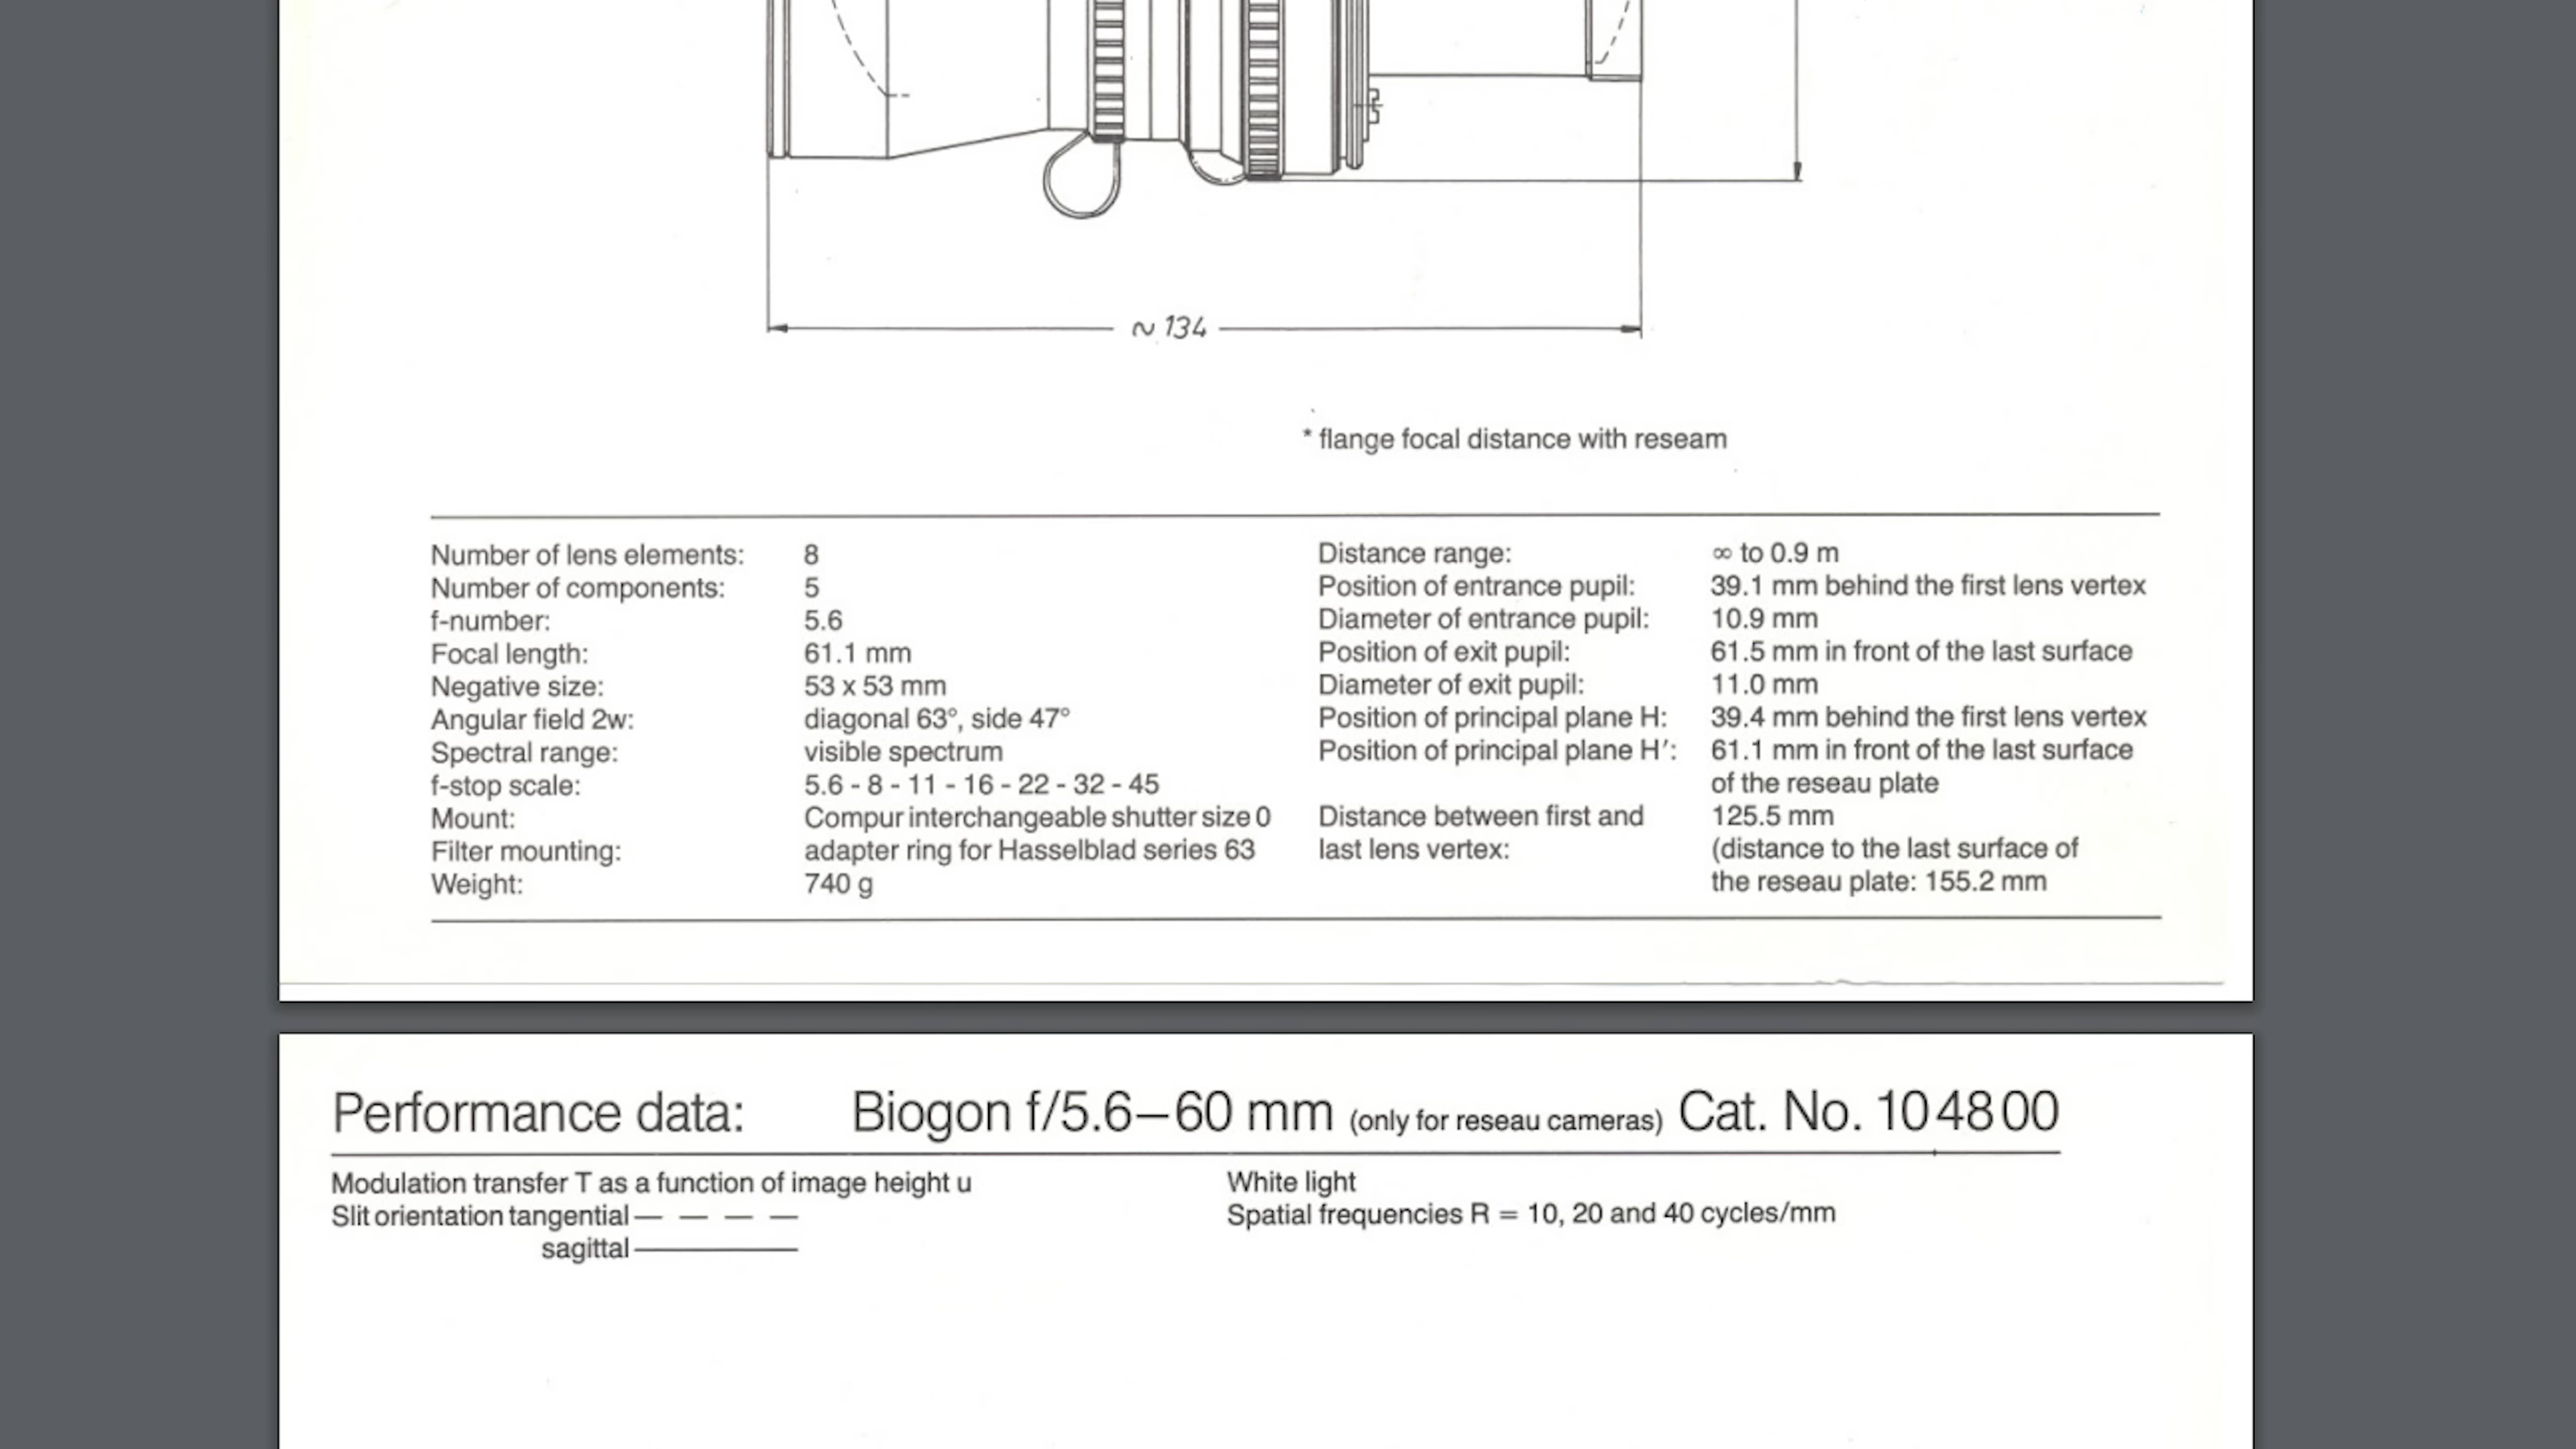 ~ 134
* flange focal distance with reseam
Number of lens elements: 8
Number of components: 5
f-number: 5.6
Focal length: 61.1 mm
Negative size: 53 x 53 mm
Angular field 2w: diagonal 63°, side 47°
Spectral range: visible spectrum
f-stop scale: 5.6 - 8 - 11 - 16 - 22 - 32 - 45
Mount: Compur interchangeable shutter size 0
Filter mounting: adapter ring for Hasselblad series 63
Weight: 740 g
Distance range: ∞ to 0.9 m
Position of entrance pupil: 39.1 mm behind the first lens vertex
Diameter of entrance pupil: 10.9 mm
Position of exit pupil: 61.5 mm in front of the last surface
Diameter of exit pupil: 11.0 mm
Position of principal plane H: 39.4 mm behind the first lens vertex
Position of principal plane H′: 61.1 mm in front of the last surface
of the reseau plate
Distance between first and 125.5 mm
last lens vertex: (distance to the last surface of
the reseau plate: 155.2 mm
Performance data: Biogon f/5.6–60 mm (only for reseau cameras) Cat. No. 104800
Modulation transfer T as a function of image height u
Slit orientation tangential
sagittal
White light
Spatial frequencies R = 10, 20 and 40 cycles/mm